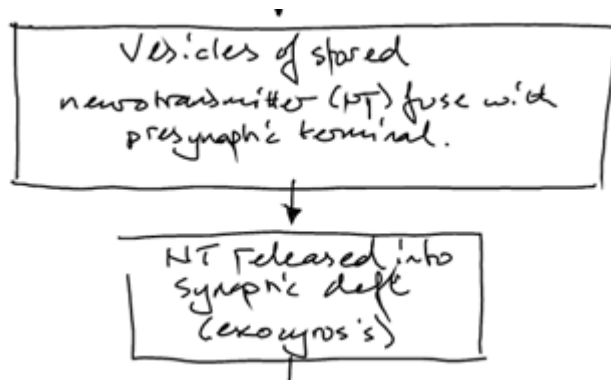 Vesicles of stored
neurotransmitter (NT) fuse with
presynaptic terminal.
NT released into
synaptic cleft
(exocytosis)